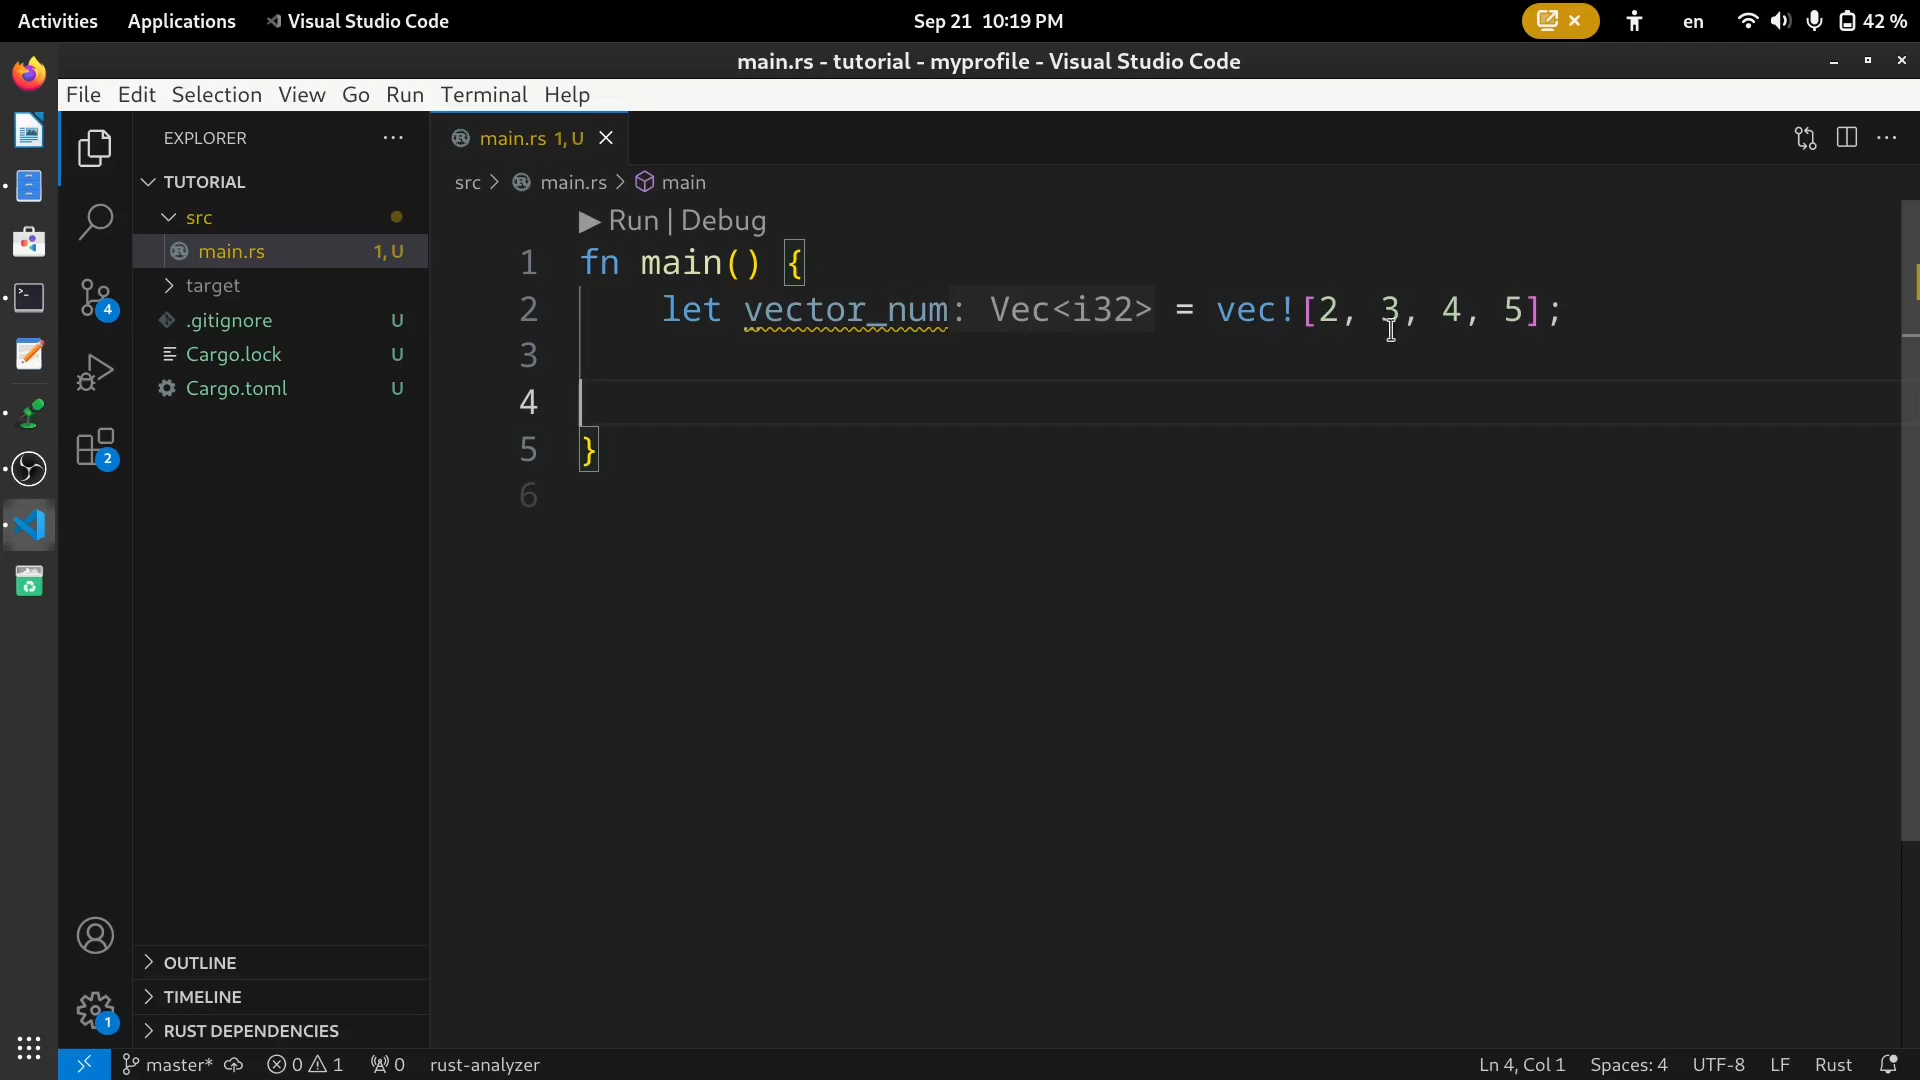 Activities Applications Visual Studio Code Sep 21 10:19 PM en 42 %
main.rs - tutorial - myprofile - Visual Studio Code
File Edit Selection View Go Run Terminal Help
EXPLORER
TUTORIAL
src
main.rs 1, U
target
.gitignore U
Cargo.lock U
Cargo.toml U
OUTLINE
TIMELINE
RUST DEPENDENCIES
4
2
1
main.rs 1, U
src > main.rs > main
Run | Debug
1 fn main() {
2 let vector_num: Vec<i32> = vec![2, 3, 4, 5];
3
4
5 }
6
master* 0 1 0 rust-analyzer Ln 4, Col 1 Spaces: 4 UTF-8 LF Rust